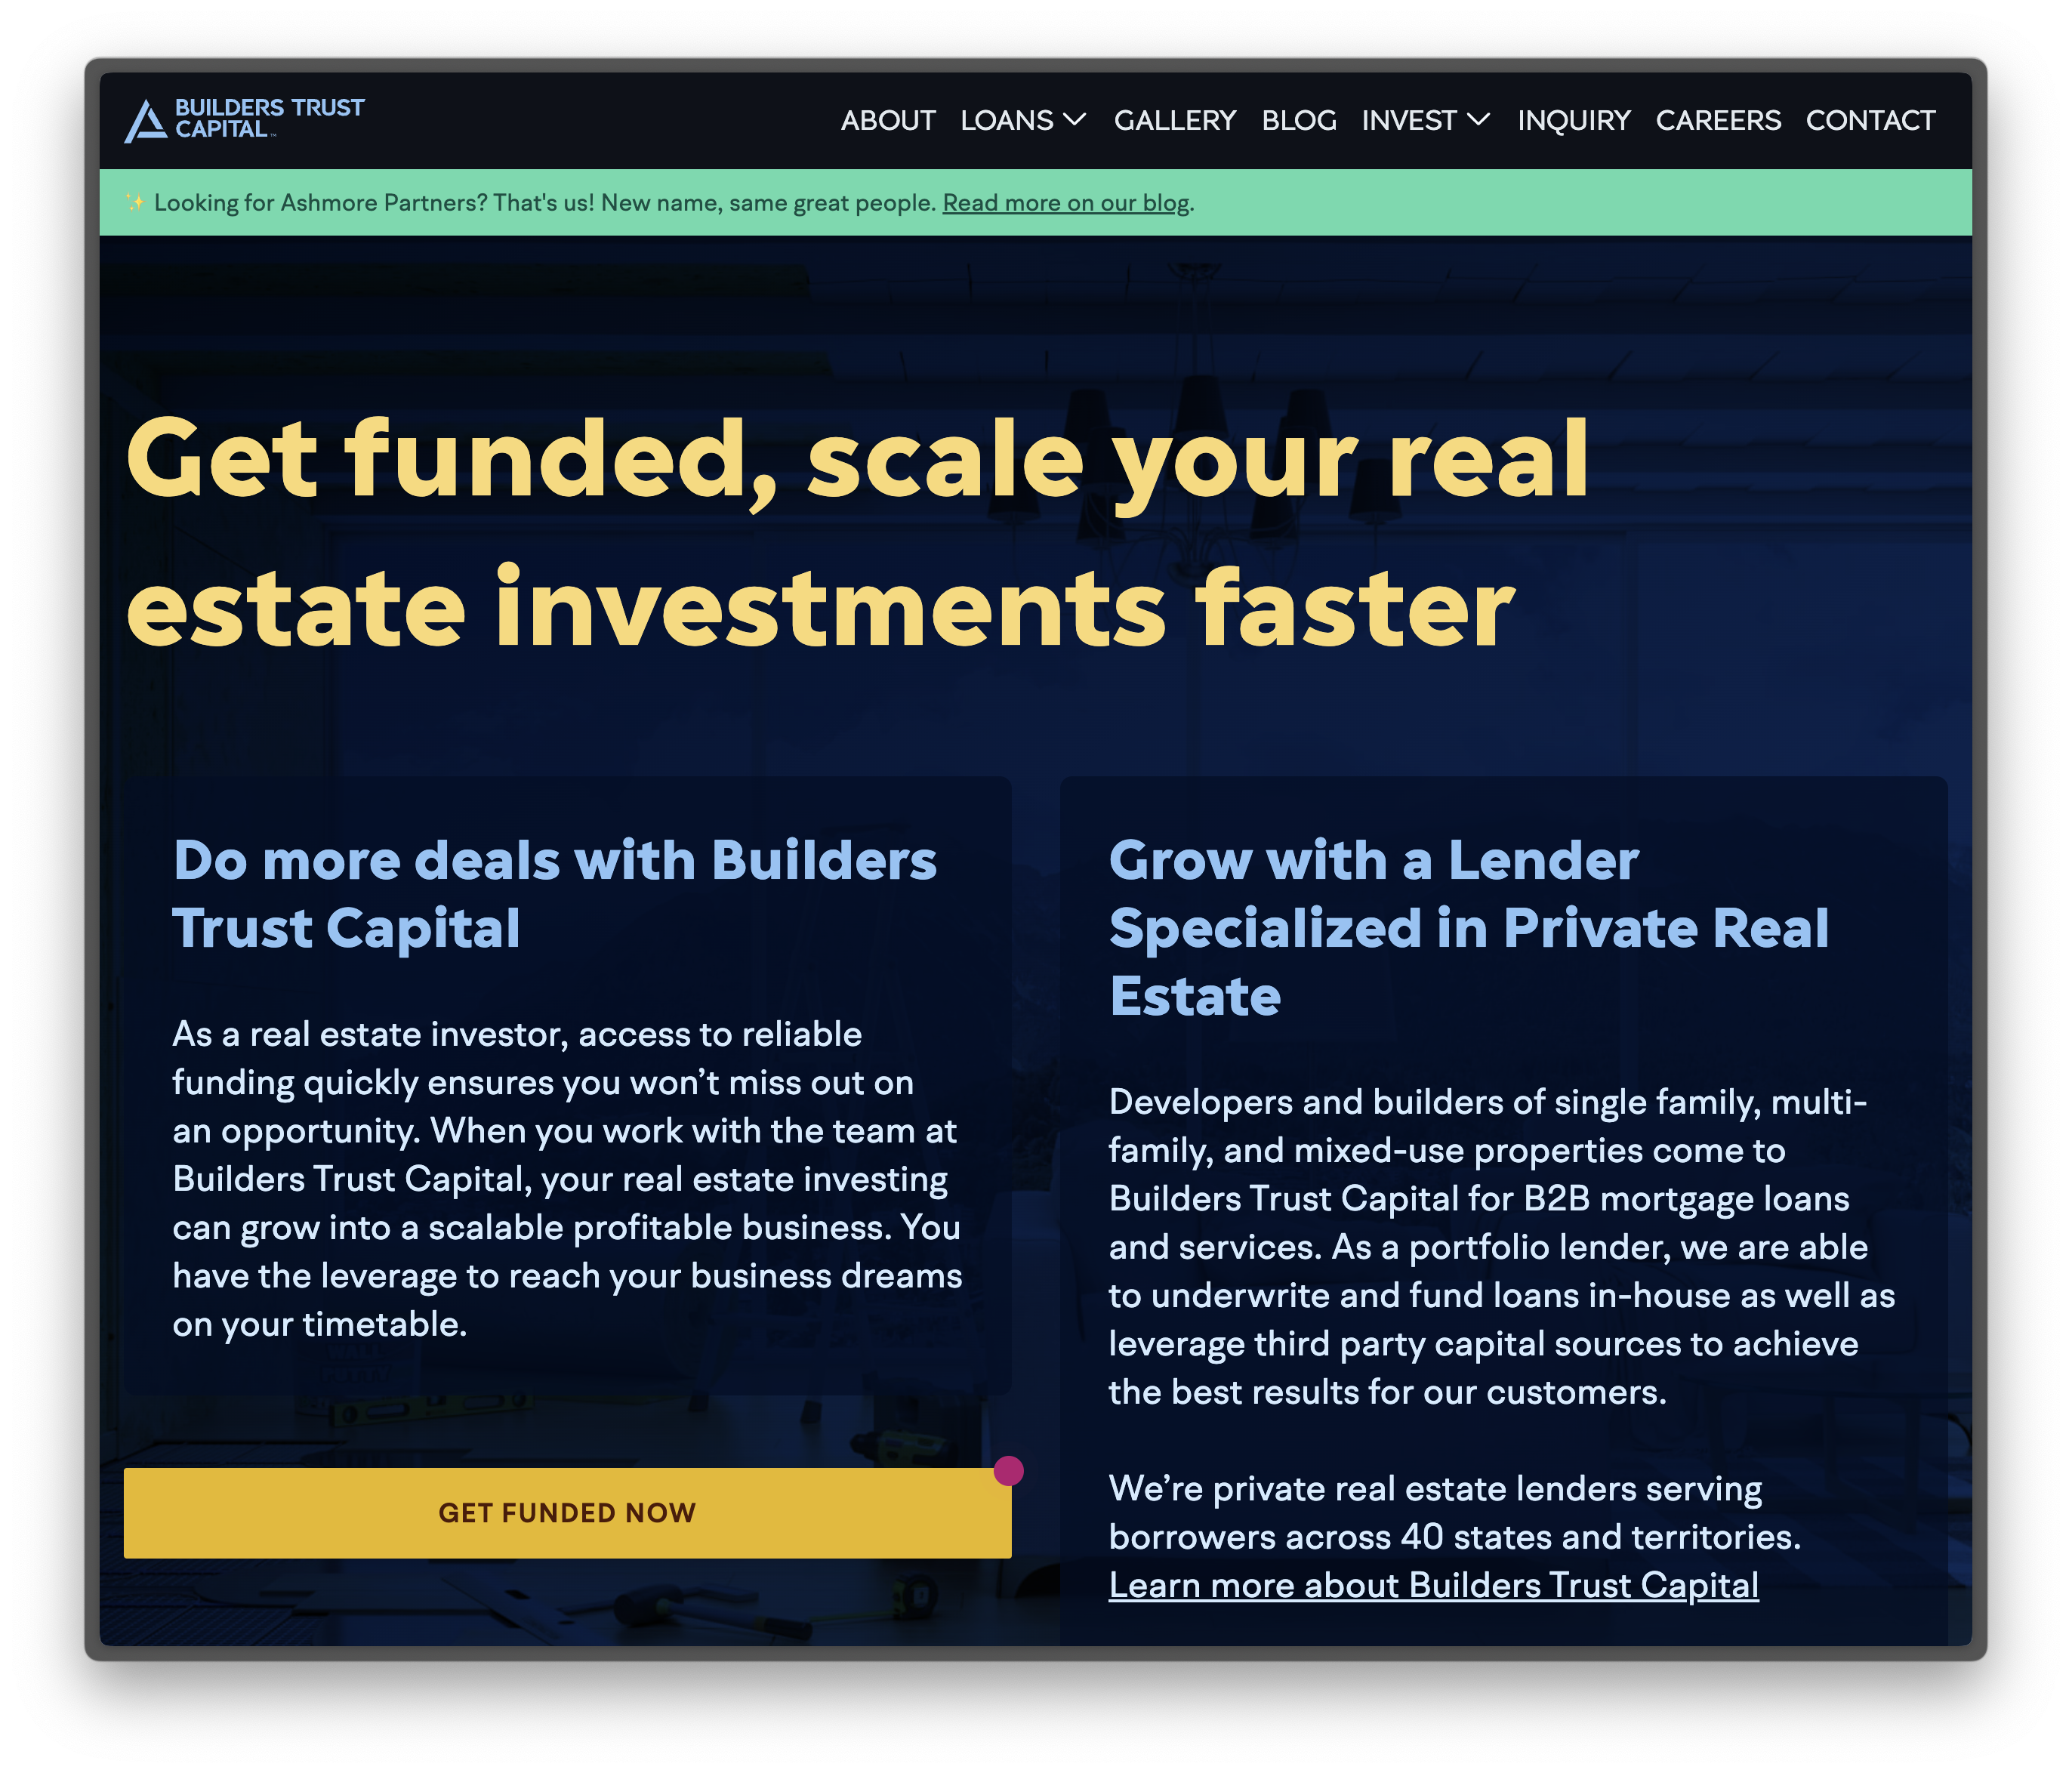 BUILDERS TRUST
CAPITAL™
ABOUT LOANS GALLERY BLOG INVEST INQUIRY CAREERS CONTACT
✨ Looking for Ashmore Partners? That's us! New name, same great people. Read more on our blog.
Get funded, scale your real
estate investments faster
Do more deals with Builders
Trust Capital
As a real estate investor, access to reliable
funding quickly ensures you won’t miss out on
an opportunity. When you work with the team at
Builders Trust Capital, your real estate investing
can grow into a scalable profitable business. You
have the leverage to reach your business dreams
on your timetable.
GET FUNDED NOW
Grow with a Lender
Specialized in Private Real
Estate
Developers and builders of single family, multi-
family, and mixed-use properties come to
Builders Trust Capital for B2B mortgage loans
and services. As a portfolio lender, we are able
to underwrite and fund loans in-house as well as
leverage third party capital sources to achieve
the best results for our customers.
We’re private real estate lenders serving
borrowers across 40 states and territories.
Learn more about Builders Trust Capital